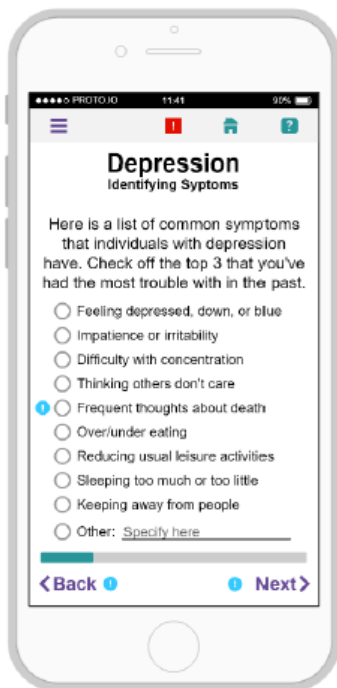 PROTO.IO 11:41 90%
!
?
Depression
Identifying Syptoms
Here is a list of common symptoms
that individuals with depression
have. Check off the top 3 that you've
had the most trouble with in the past.
Feeling depressed, down, or blue
Impatience or irritability
Difficulty with concentration
Thinking others don't care
! Frequent thoughts about death
Over/under eating
Reducing usual leisure activities
Sleeping too much or too little
Keeping away from people
Other: Specify here
<Back ! ! Next>